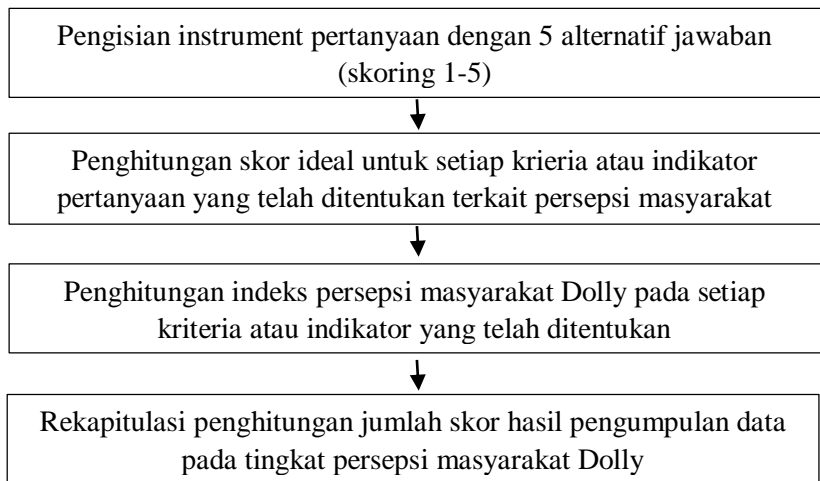 Pengisian instrument pertanyaan dengan 5 alternatif jawaban
(skoring 1-5)
Penghitungan skor ideal untuk setiap krieria atau indikator
pertanyaan yang telah ditentukan terkait persepsi masyarakat
Penghitungan indeks persepsi masyarakat Dolly pada setiap
kriteria atau indikator yang telah ditentukan
Rekapitulasi penghitungan jumlah skor hasil pengumpulan data
pada tingkat persepsi masyarakat Dolly